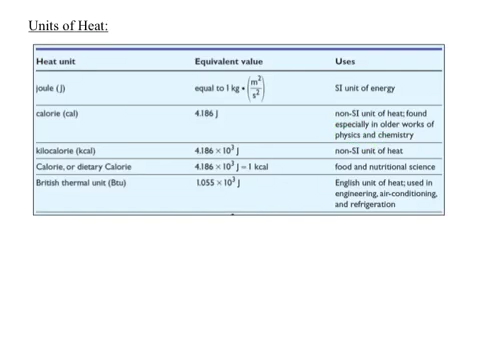 Units of Heat:
Heat unit Equivalent value Uses
joule (J) equal to 1 kg • (m²/s²) SI unit of energy
calorie (cal) 4.186 J non-SI unit of heat; found
especially in older works of
physics and chemistry
kilocalorie (kcal) 4.186 × 10³ J non-SI unit of heat
Calorie, or dietary Calorie 4.186 × 10³ J = 1 kcal food and nutritional science
British thermal unit (Btu) 1.055 × 10³ J English unit of heat; used in
engineering, air-conditioning,
and refrigeration